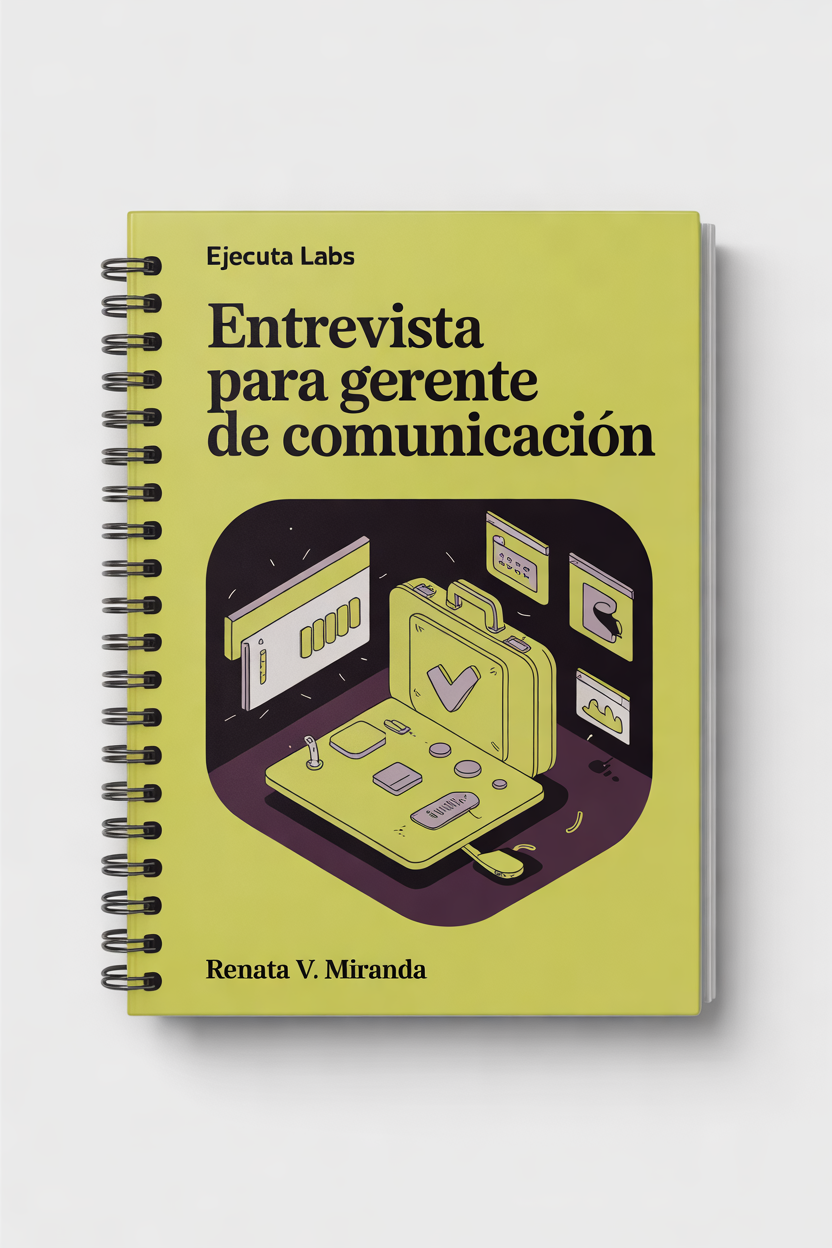 Ejecuta Labs
Entrevista
para gerente
de comunicación
Renata V. Miranda